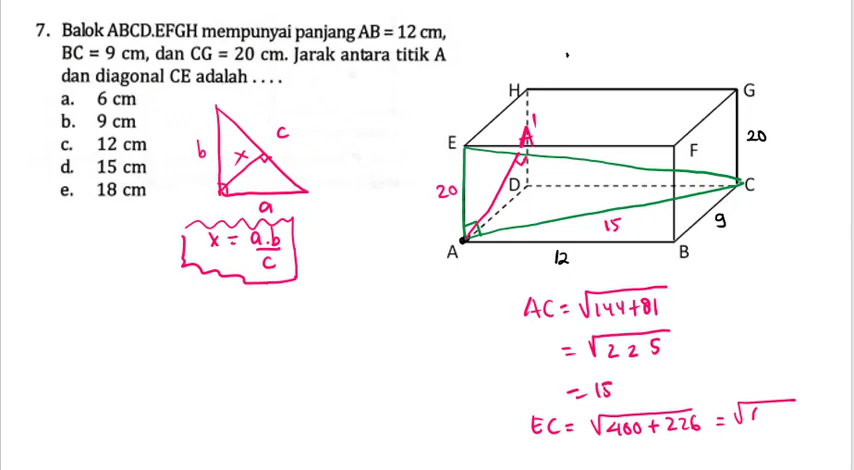 7. Balok ABCD.EFGH mempunyai panjang AB = 12 cm,
BC = 9 cm, dan CG = 20 cm. Jarak antara titik A
dan diagonal CE adalah . . . .
a. 6 cm
b. 9 cm
c. 12 cm
d. 15 cm
e. 18 cm
b
x
c
a
x = a.b
c
H
G
A'
E
F
20
20
D
C
15
9
A
12
B
AC = √144+81
= √225
= 15
EC = √400+226 = √